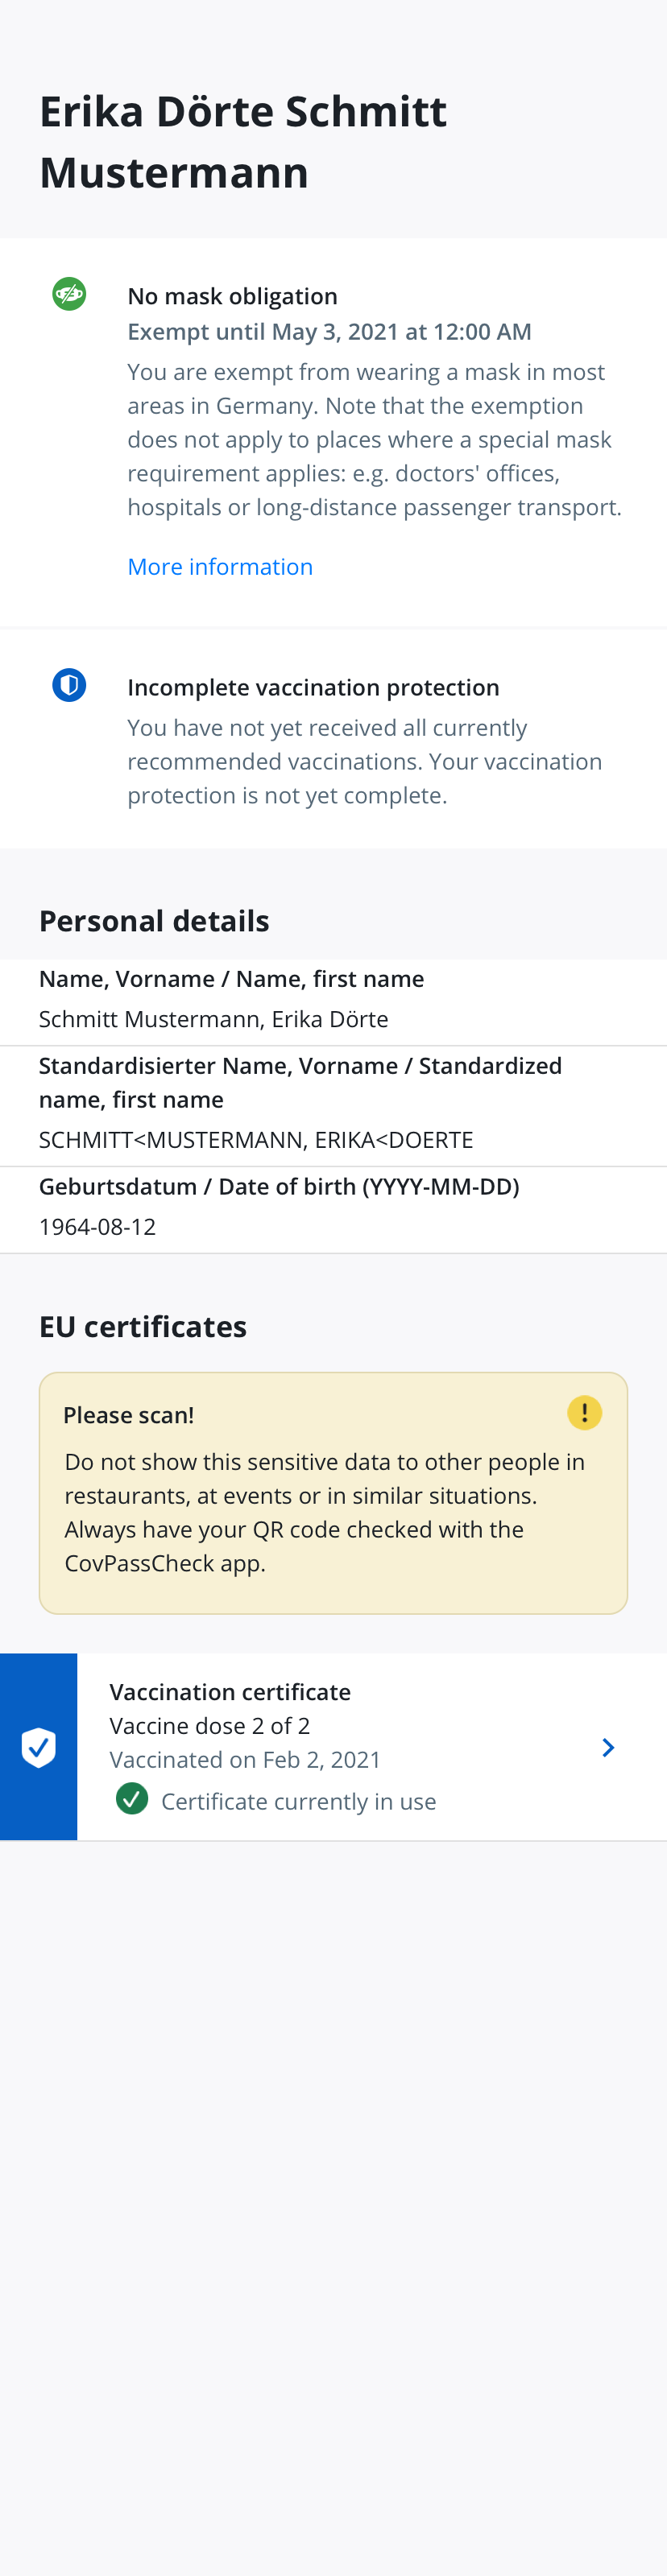 Erika Dörte Schmitt
Mustermann
No mask obligation
Exempt until May 3, 2021 at 12:00 AM
You are exempt from wearing a mask in most
areas in Germany. Note that the exemption
does not apply to places where a special mask
requirement applies: e.g. doctors' offices,
hospitals or long-distance passenger transport.
More information
Incomplete vaccination protection
You have not yet received all currently
recommended vaccinations. Your vaccination
protection is not yet complete.
Personal details
Name, Vorname / Name, first name
Schmitt Mustermann, Erika Dörte
Standardisierter Name, Vorname / Standardized
name, first name
SCHMITT<MUSTERMANN, ERIKA<DOERTE
Geburtsdatum / Date of birth (YYYY-MM-DD)
1964-08-12
EU certificates
Please scan!
Do not show this sensitive data to other people in
restaurants, at events or in similar situations.
Always have your QR code checked with the
CovPassCheck app.
Vaccination certificate
Vaccine dose 2 of 2
Vaccinated on Feb 2, 2021
Certificate currently in use